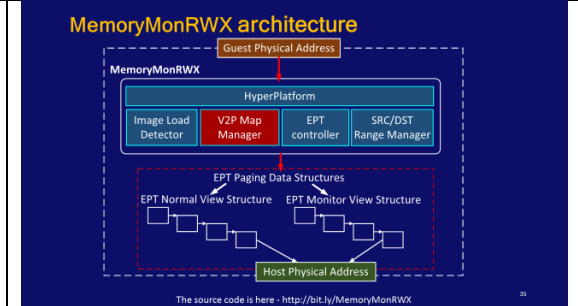 MemoryMonRWX architecture
Guest Physical Address
MemoryMonRWX
HyperPlatform
Image Load
Detector
V2P Map
Manager
EPT
controller
SRC/DST
Range Manager
EPT Paging Data Structures
EPT Normal View Structure
EPT Monitor View Structure
Host Physical Address
The source code is here - http://bit.ly/MemoryMonRWX
35